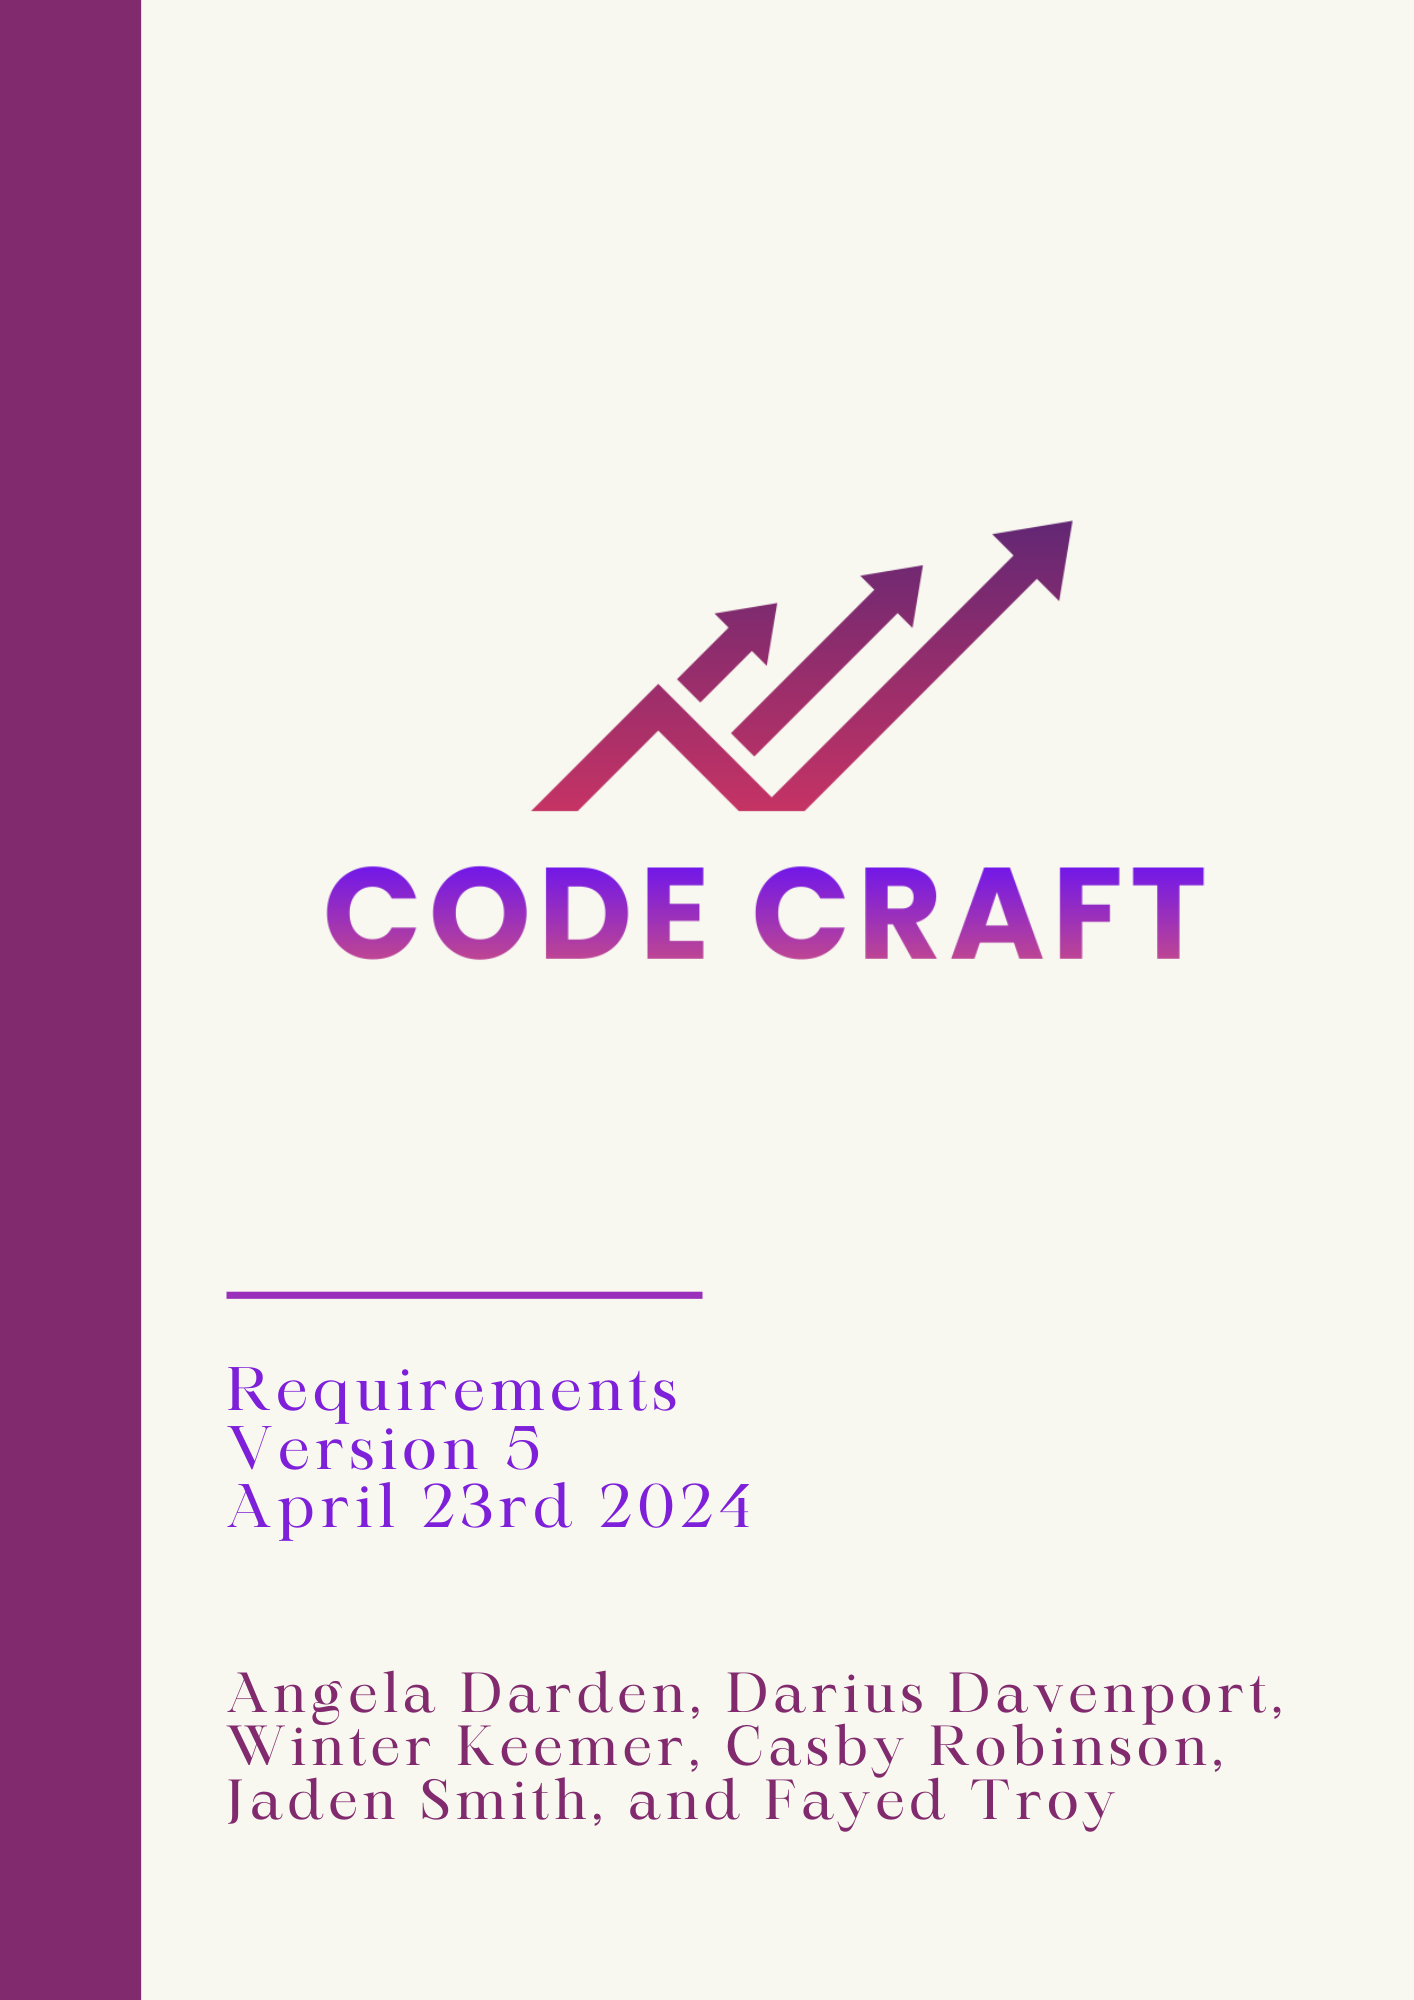 CODE CRAFT
Requirements
Version 5
April 23rd 2024
Angela Darden, Darius Davenport,
Winter Keemer, Casby Robinson,
Jaden Smith, and Fayed Troy